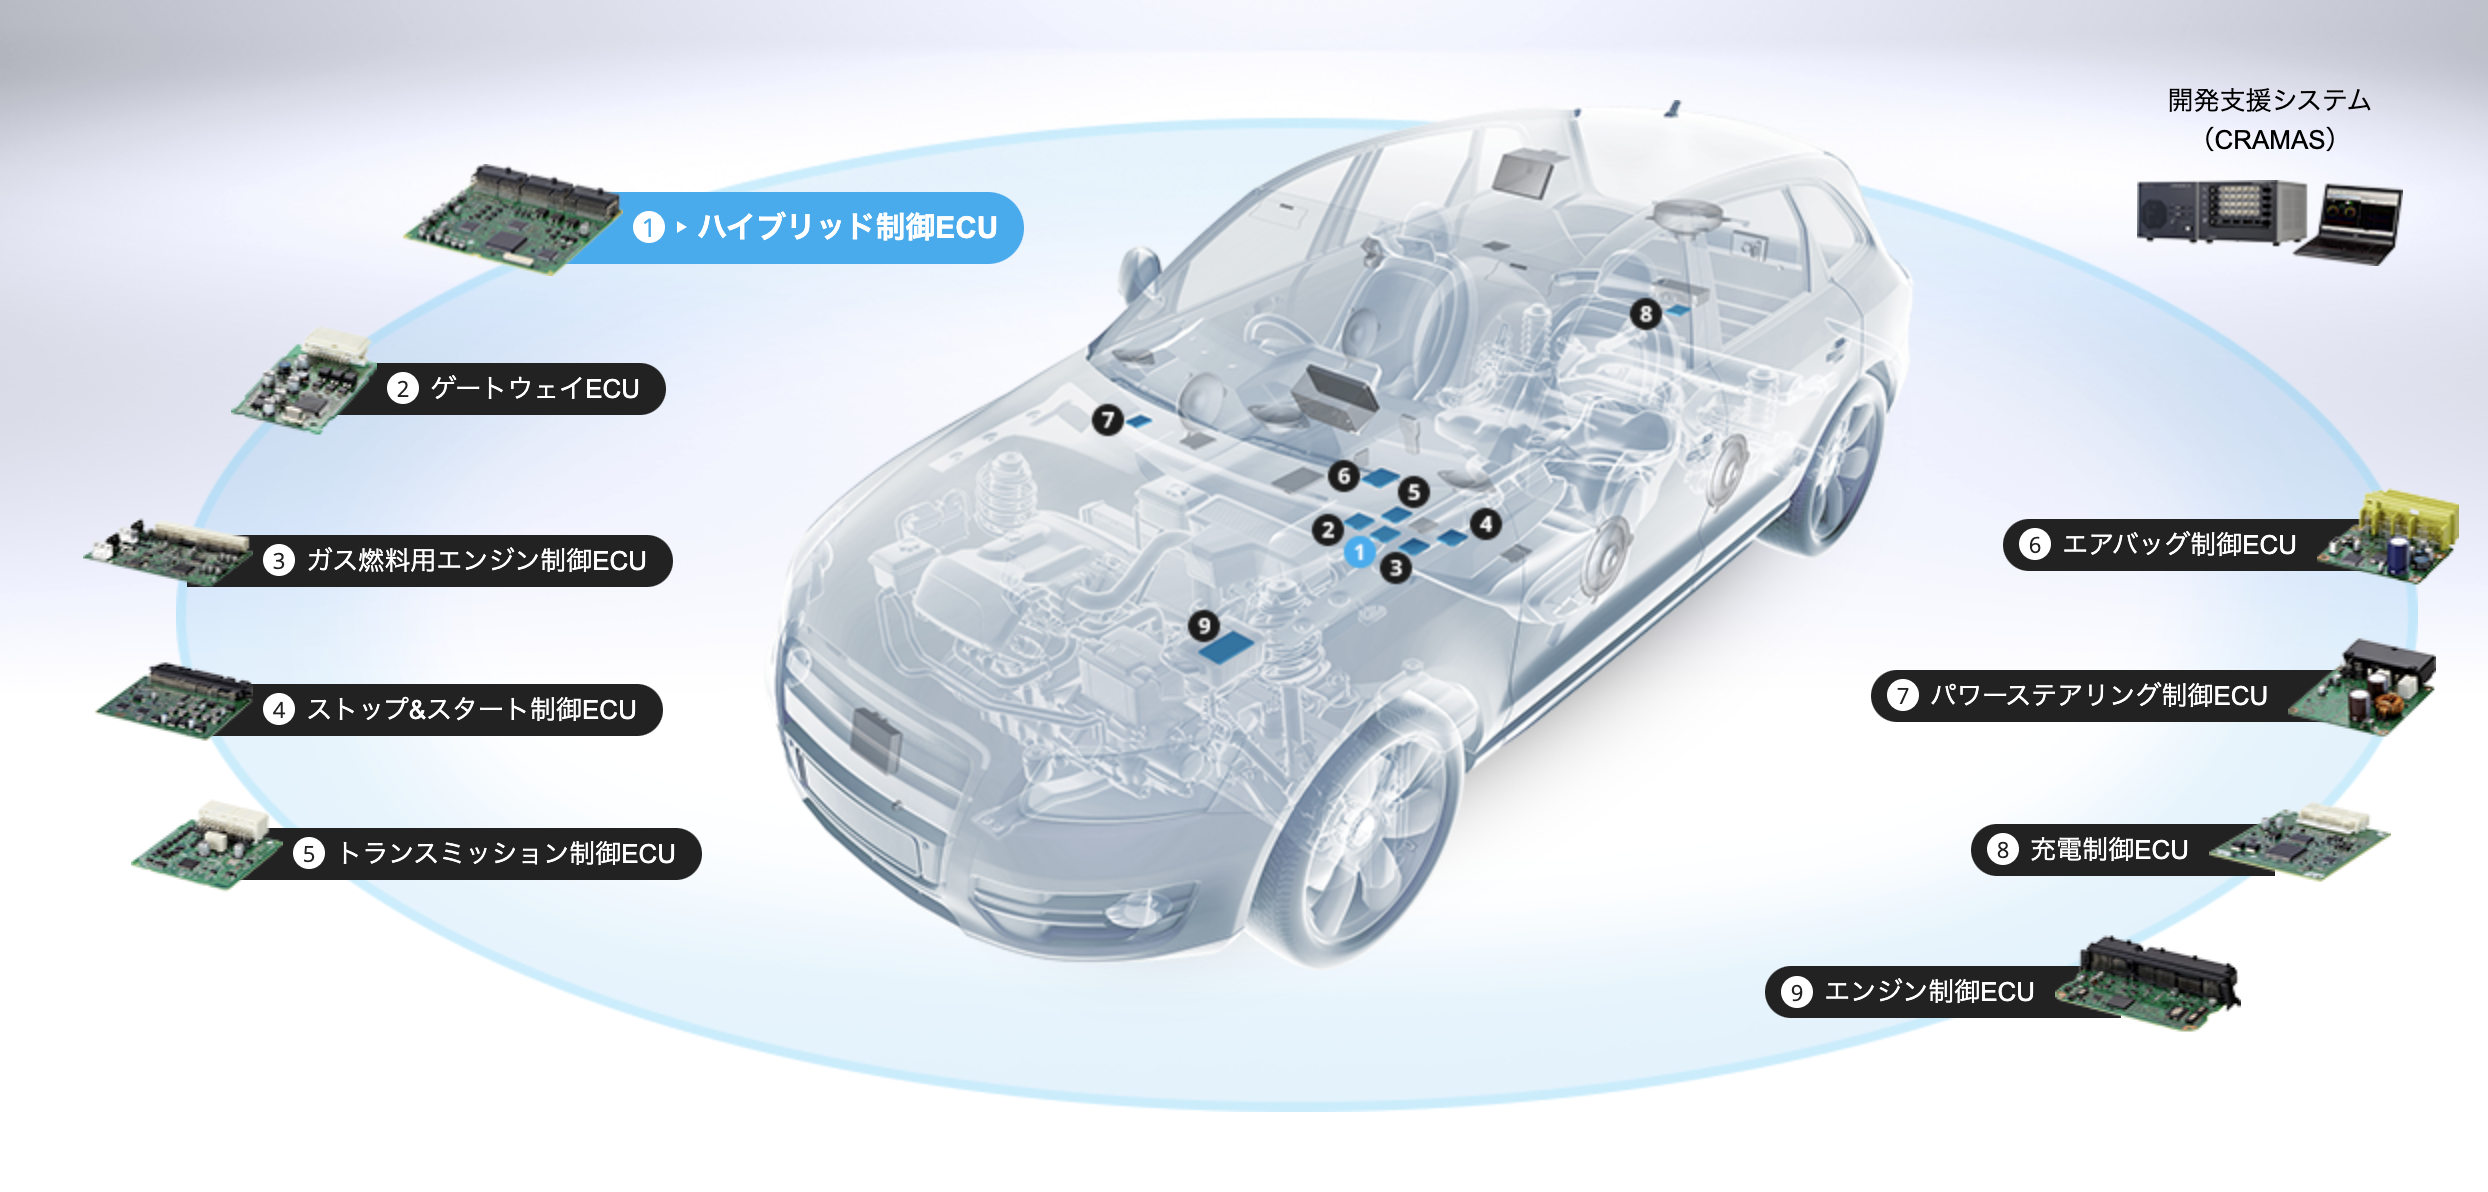 開発支援システム
（CRAMAS）
1 ハイブリッド制御ECU
2 ゲートウェイECU
3 ガス燃料用エンジン制御ECU
4 ストップ&スタート制御ECU
5 トランスミッション制御ECU
6 エアバッグ制御ECU
7 パワーステアリング制御ECU
8 充電制御ECU
9 エンジン制御ECU
8
7
6
5
2
4
1
3
9